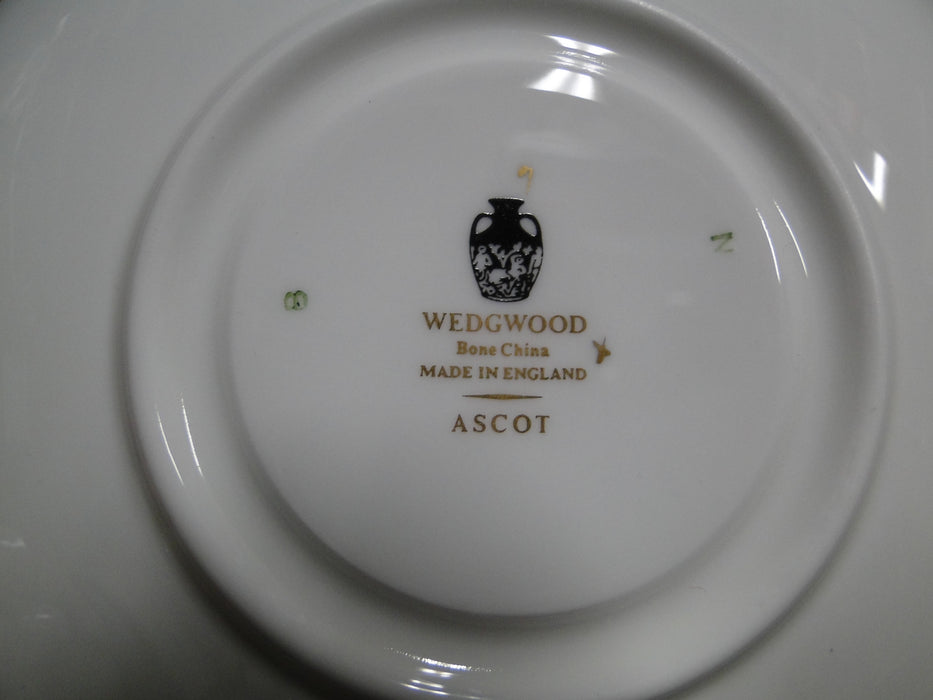 WEDGWOOD
Bone China
MADE IN ENGLAND
ASCOT